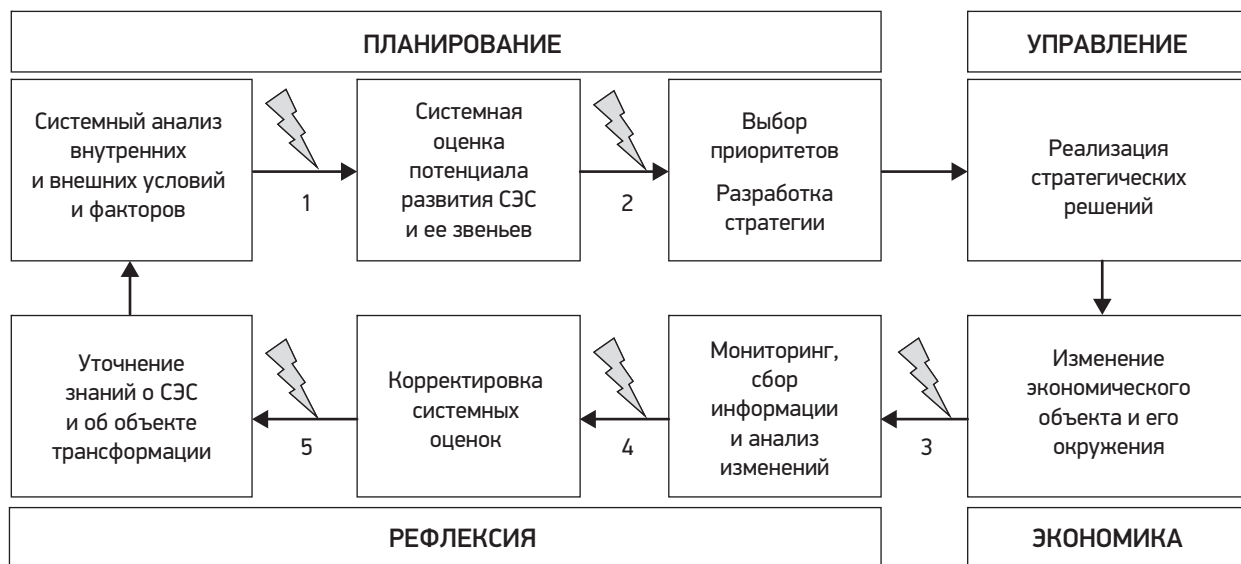 ПЛАНИРОВАНИЕ
УПРАВЛЕНИЕ
Системный анализ
внутренних
и внешних условий
и факторов
1
Системная
оценка
потенциала
развития СЭС
и ее звеньев
2
Выбор
приоритетов
Разработка
стратегии
Реализация
стратегических
решений
Уточнение
знаний о СЭС
и об объекте
трансформации
5
Корректировка
системных
оценок
4
Мониторинг,
сбор
информации
и анализ
изменений
3
Изменение
экономического
объекта и его
окружения
РЕФЛЕКСИЯ
ЭКОНОМИКА